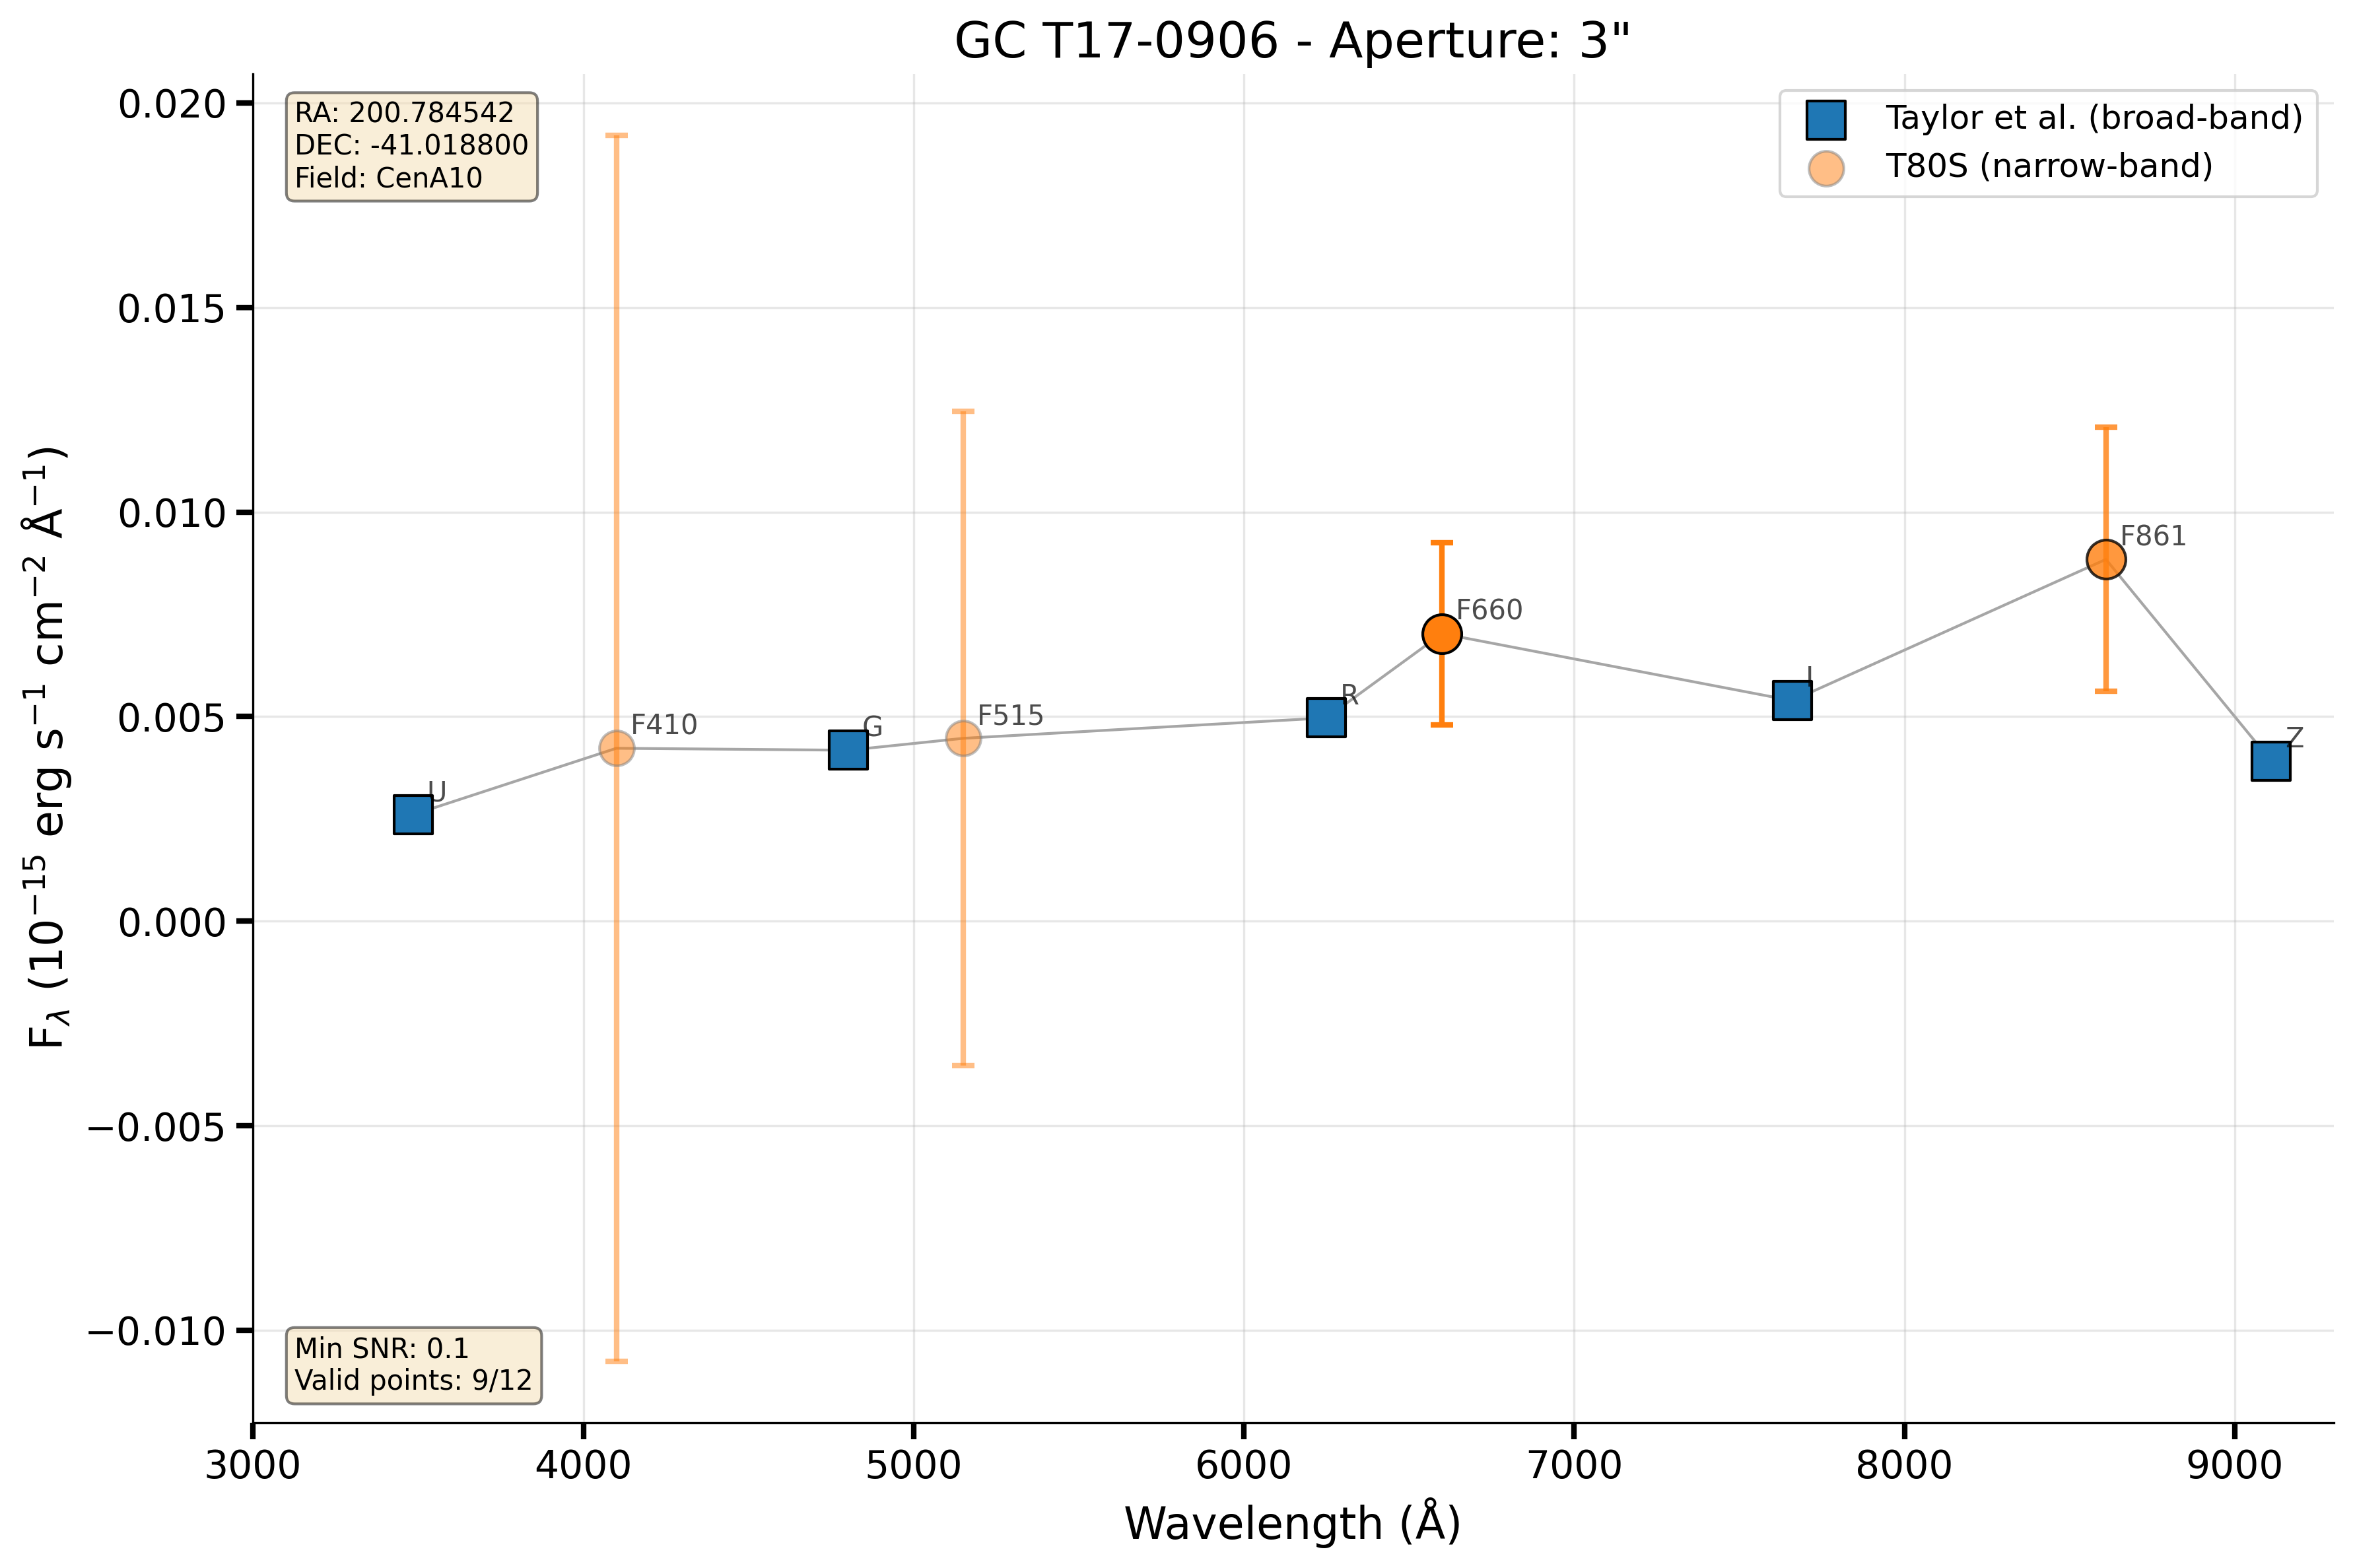 GC T17-0906 - Aperture: 3"
RA: 200.784542
DEC: -41.018800
Field: CenA10
Taylor et al. (broad-band)
T80S (narrow-band)
0.020
0.015
0.010
0.005
0.000
−0.005
−0.010
F_λ (10^−15 erg s^−1 cm^−2 Å^−1)
U
F410
G
F515
R
F660
I
F861
Z
Min SNR: 0.1
Valid points: 9/12
3000 4000 5000 6000 7000 8000 9000
Wavelength (Å)